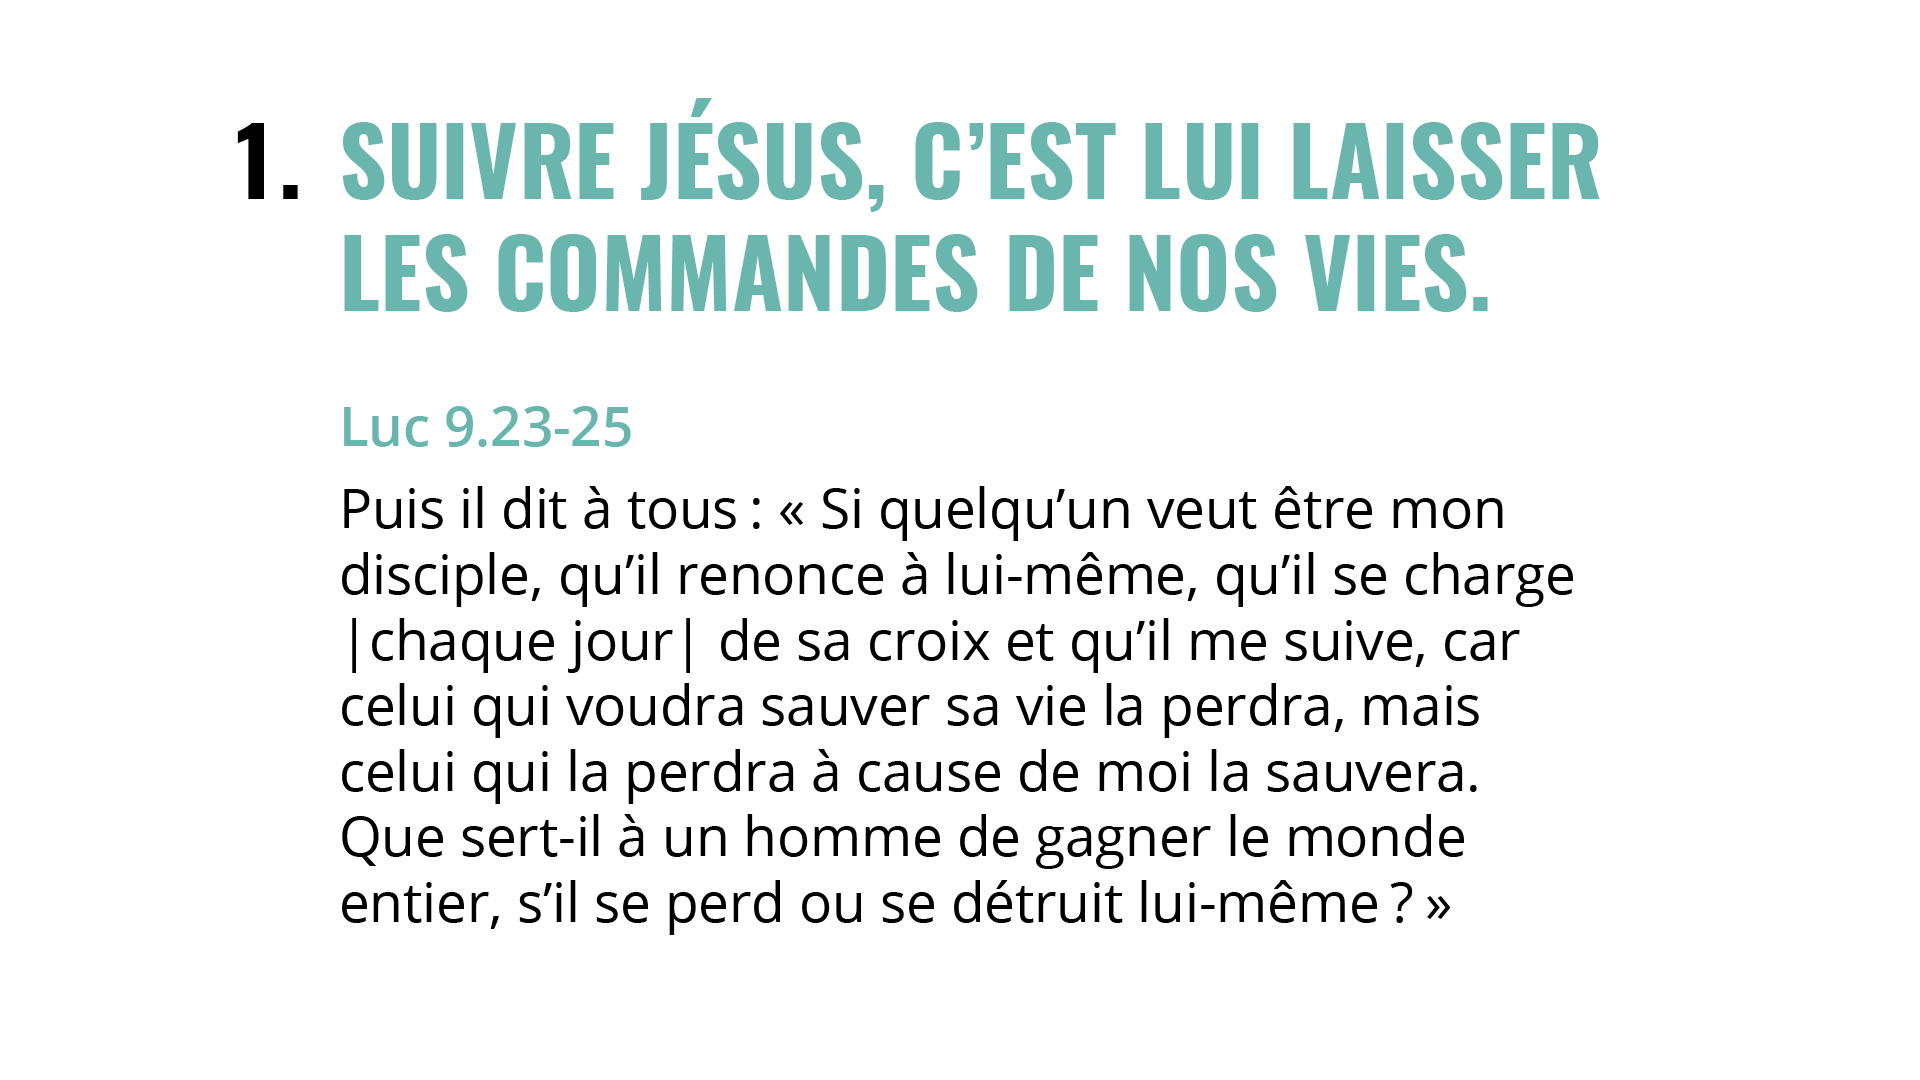 1. SUIVRE JÉSUS, C’EST LUI LAISSER
LES COMMANDES DE NOS VIES.
Luc 9.23-25
Puis il dit à tous : « Si quelqu’un veut être mon
disciple, qu’il renonce à lui-même, qu’il se charge
|chaque jour| de sa croix et qu’il me suive, car
celui qui voudra sauver sa vie la perdra, mais
celui qui la perdra à cause de moi la sauvera.
Que sert-il à un homme de gagner le monde
entier, s’il se perd ou se détruit lui-même ? »